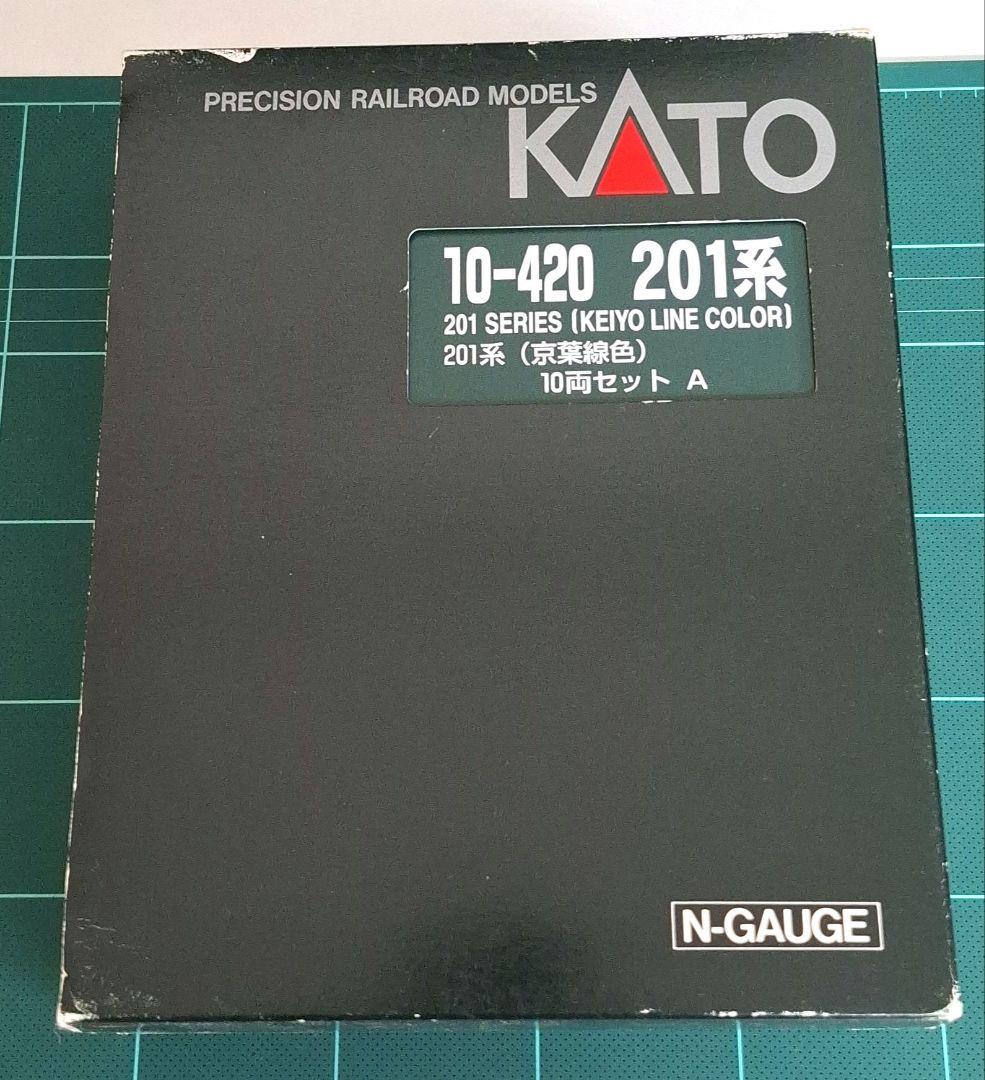 PRECISION RAILROAD MODELS
KATO
10-420 201系
201 SERIES (KEIYO LINE COLOR)
201系（京葉線色）
10両セット A
N-GAUGE